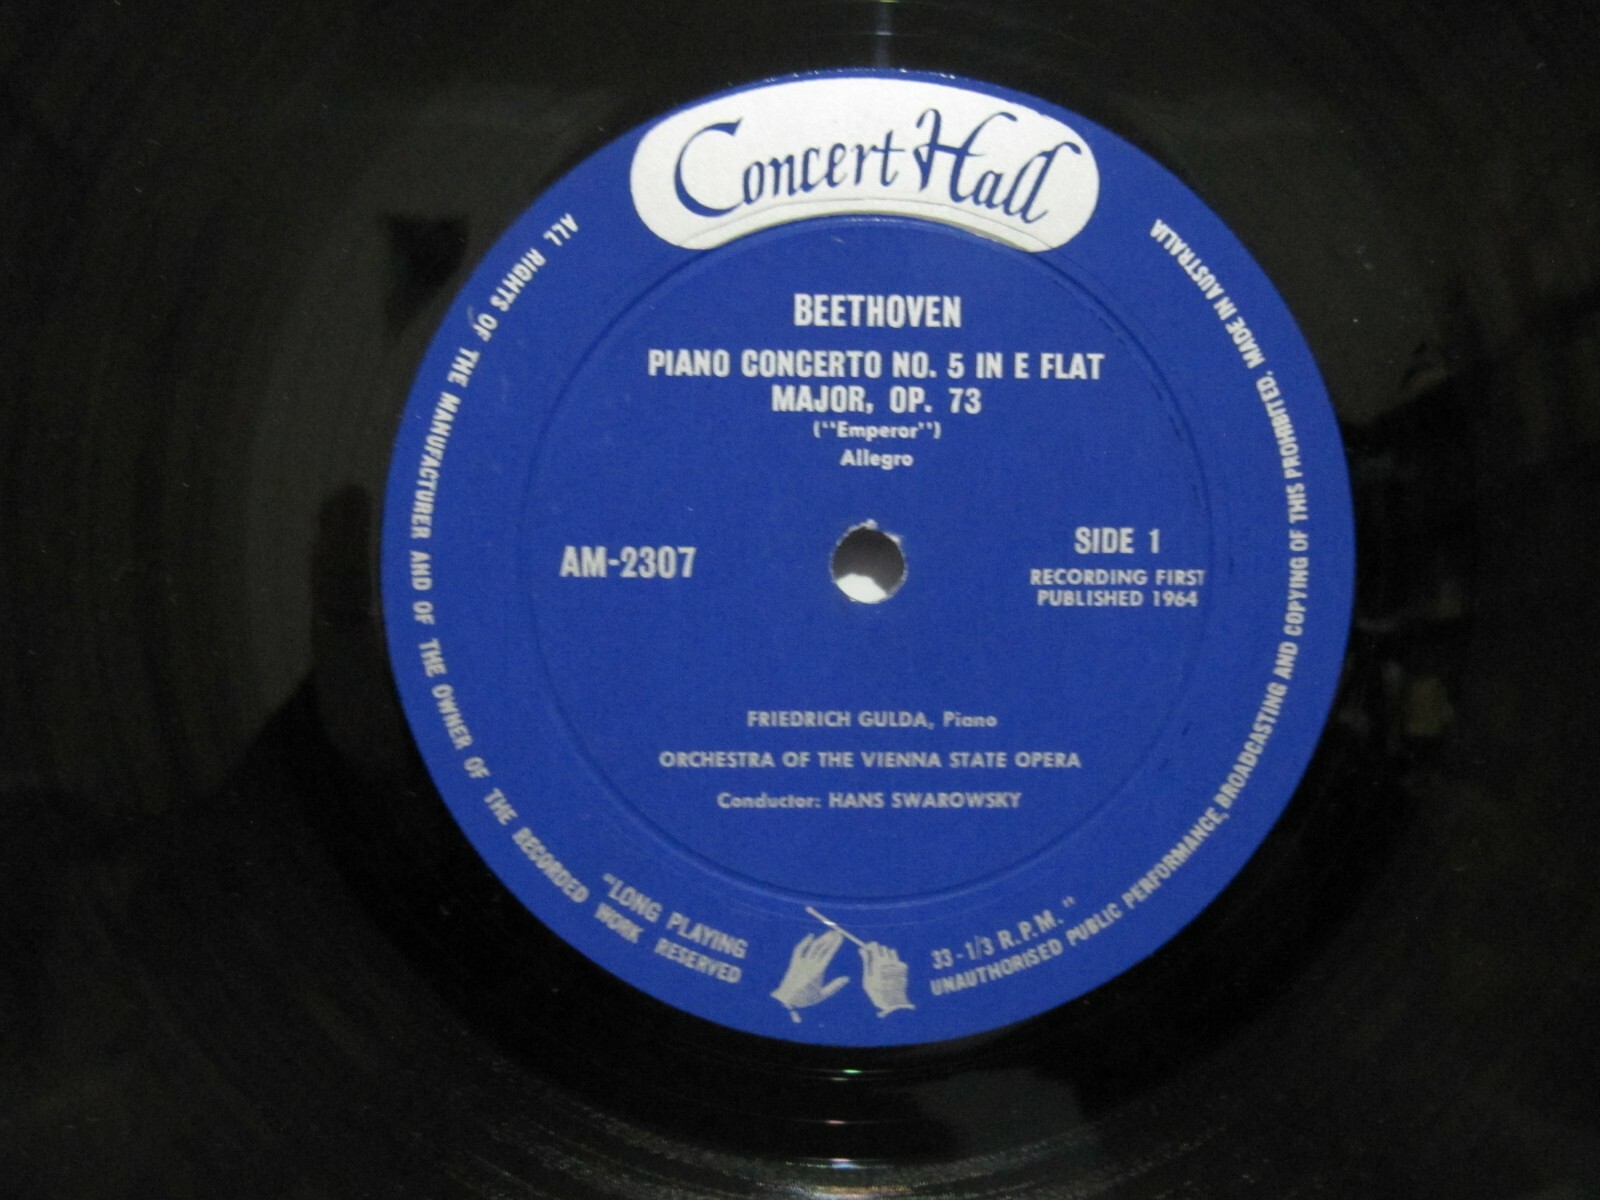 Concert Hall
BEETHOVEN
PIANO CONCERTO NO. 5 IN E FLAT
MAJOR, OP. 73
(''Emperor'')
Allegro
AM-2307
SIDE 1
RECORDING FIRST
PUBLISHED 1964
FRIEDRICH GULDA, Piano
ORCHESTRA OF THE VIENNA STATE OPERA
Conductor: HANS SWAROWSKY
"LONG PLAYING
33-1/3 R.P.M."
ALL RIGHTS OF THE MANUFACTURER AND OF THE OWNER OF THE RECORDED WORK RESERVED
UNAUTHORISED PUBLIC PERFORMANCE, BROADCASTING AND COPYING OF THIS PROHIBITED. MADE IN AUSTRALIA